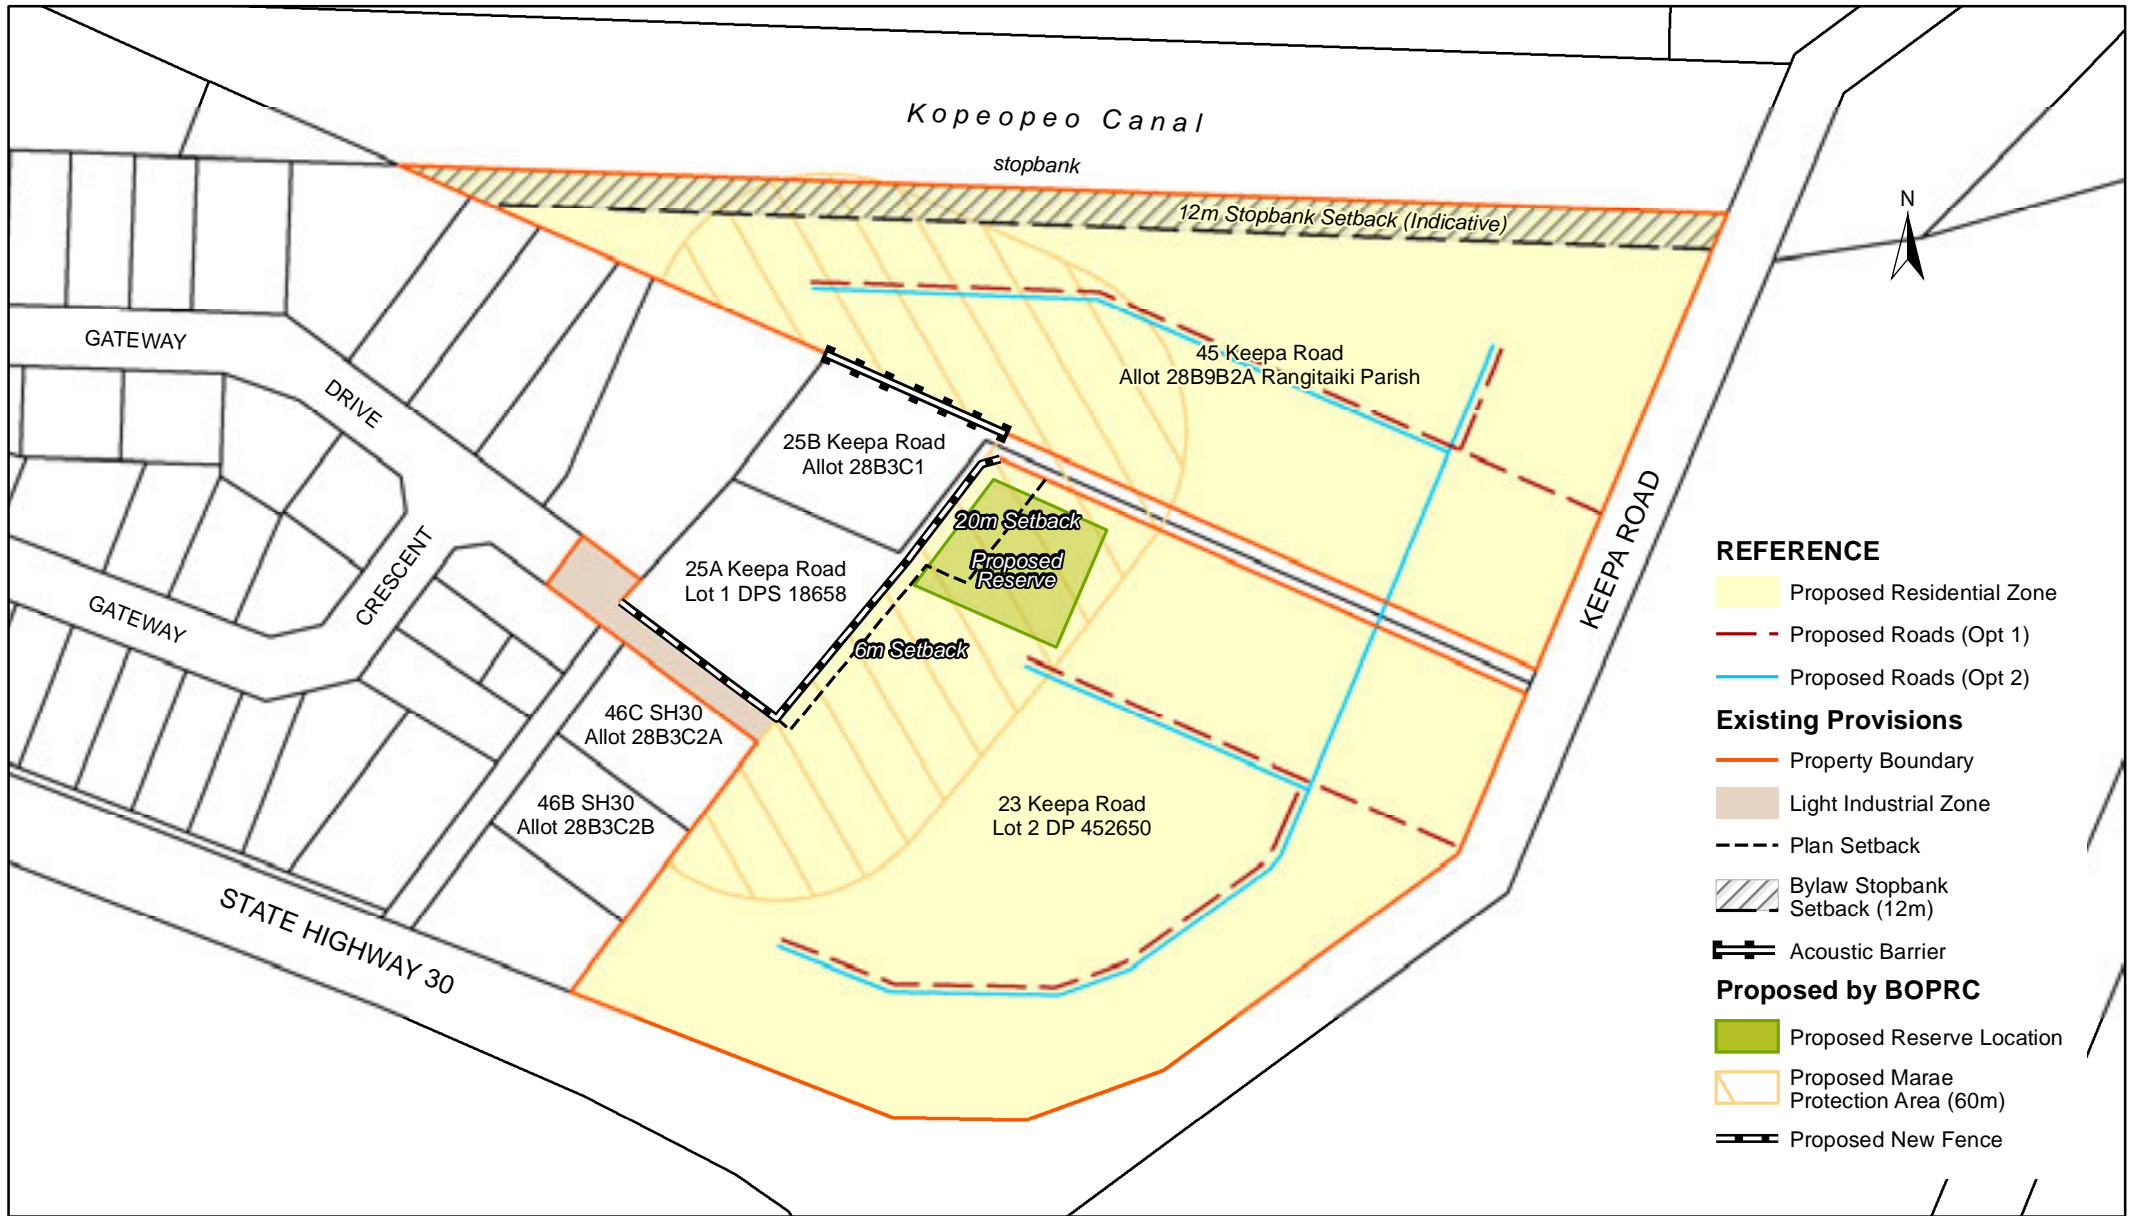 Kopeopeo Canal
stopbank
12m Stopbank Setback (Indicative)
N
GATEWAY
DRIVE
45 Keepa Road
Allot 28B9B2A Rangitaiki Parish
25B Keepa Road
Allot 28B3C1
KEEPA ROAD
20m Setback
Proposed
Reserve
25A Keepa Road
Lot 1 DPS 18658
CRESCENT
GATEWAY
6m Setback
46C SH30
Allot 28B3C2A
46B SH30
Allot 28B3C2B
23 Keepa Road
Lot 2 DP 452650
STATE HIGHWAY 30
REFERENCE
Proposed Residential Zone
Proposed Roads (Opt 1)
Proposed Roads (Opt 2)
Existing Provisions
Property Boundary
Light Industrial Zone
Plan Setback
Bylaw Stopbank
Setback (12m)
Acoustic Barrier
Proposed by BOPRC
Proposed Reserve Location
Proposed Marae
Protection Area (60m)
Proposed New Fence